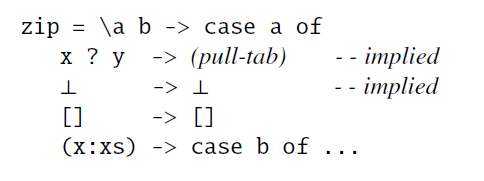 zip = \a b -> case a of
x ? y -> (pull-tab) -- implied
⊥ -> ⊥ -- implied
[] -> []
(x:xs) -> case b of ...